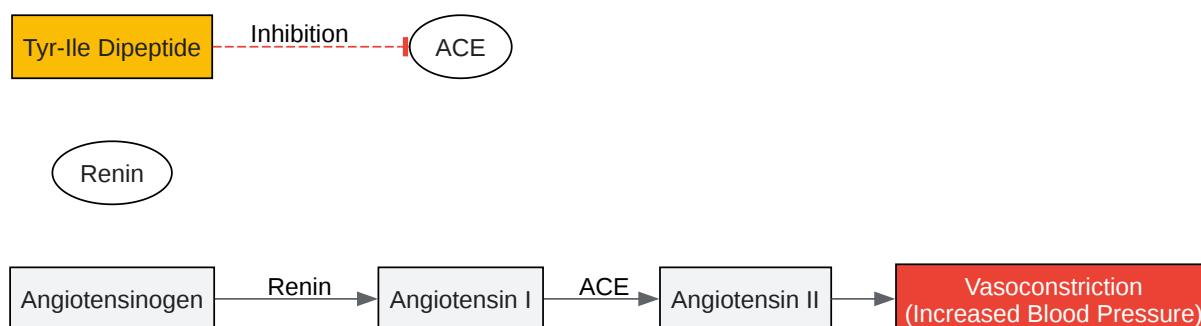 Tyr-Ile Dipeptide
Inhibition
ACE
Renin
Angiotensinogen
Renin
Angiotensin I
ACE
Angiotensin II
Vasoconstriction
(Increased Blood Pressure)